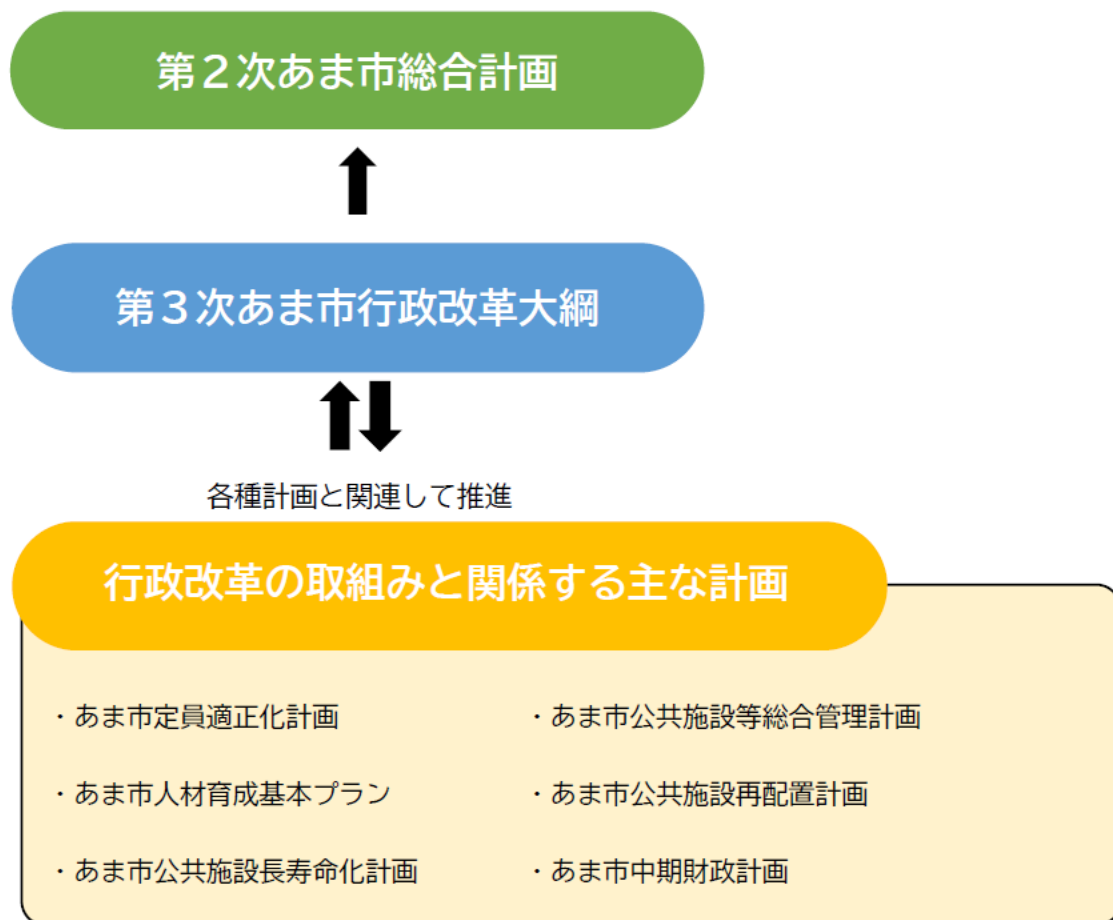 第２次あま市総合計画
第３次あま市行政改革大綱
各種計画と関連して推進
行政改革の取組みと関係する主な計画
・あま市定員適正化計画
・あま市人材育成基本プラン
・あま市公共施設長寿命化計画
・あま市公共施設等総合管理計画
・あま市公共施設再配置計画
・あま市中期財政計画